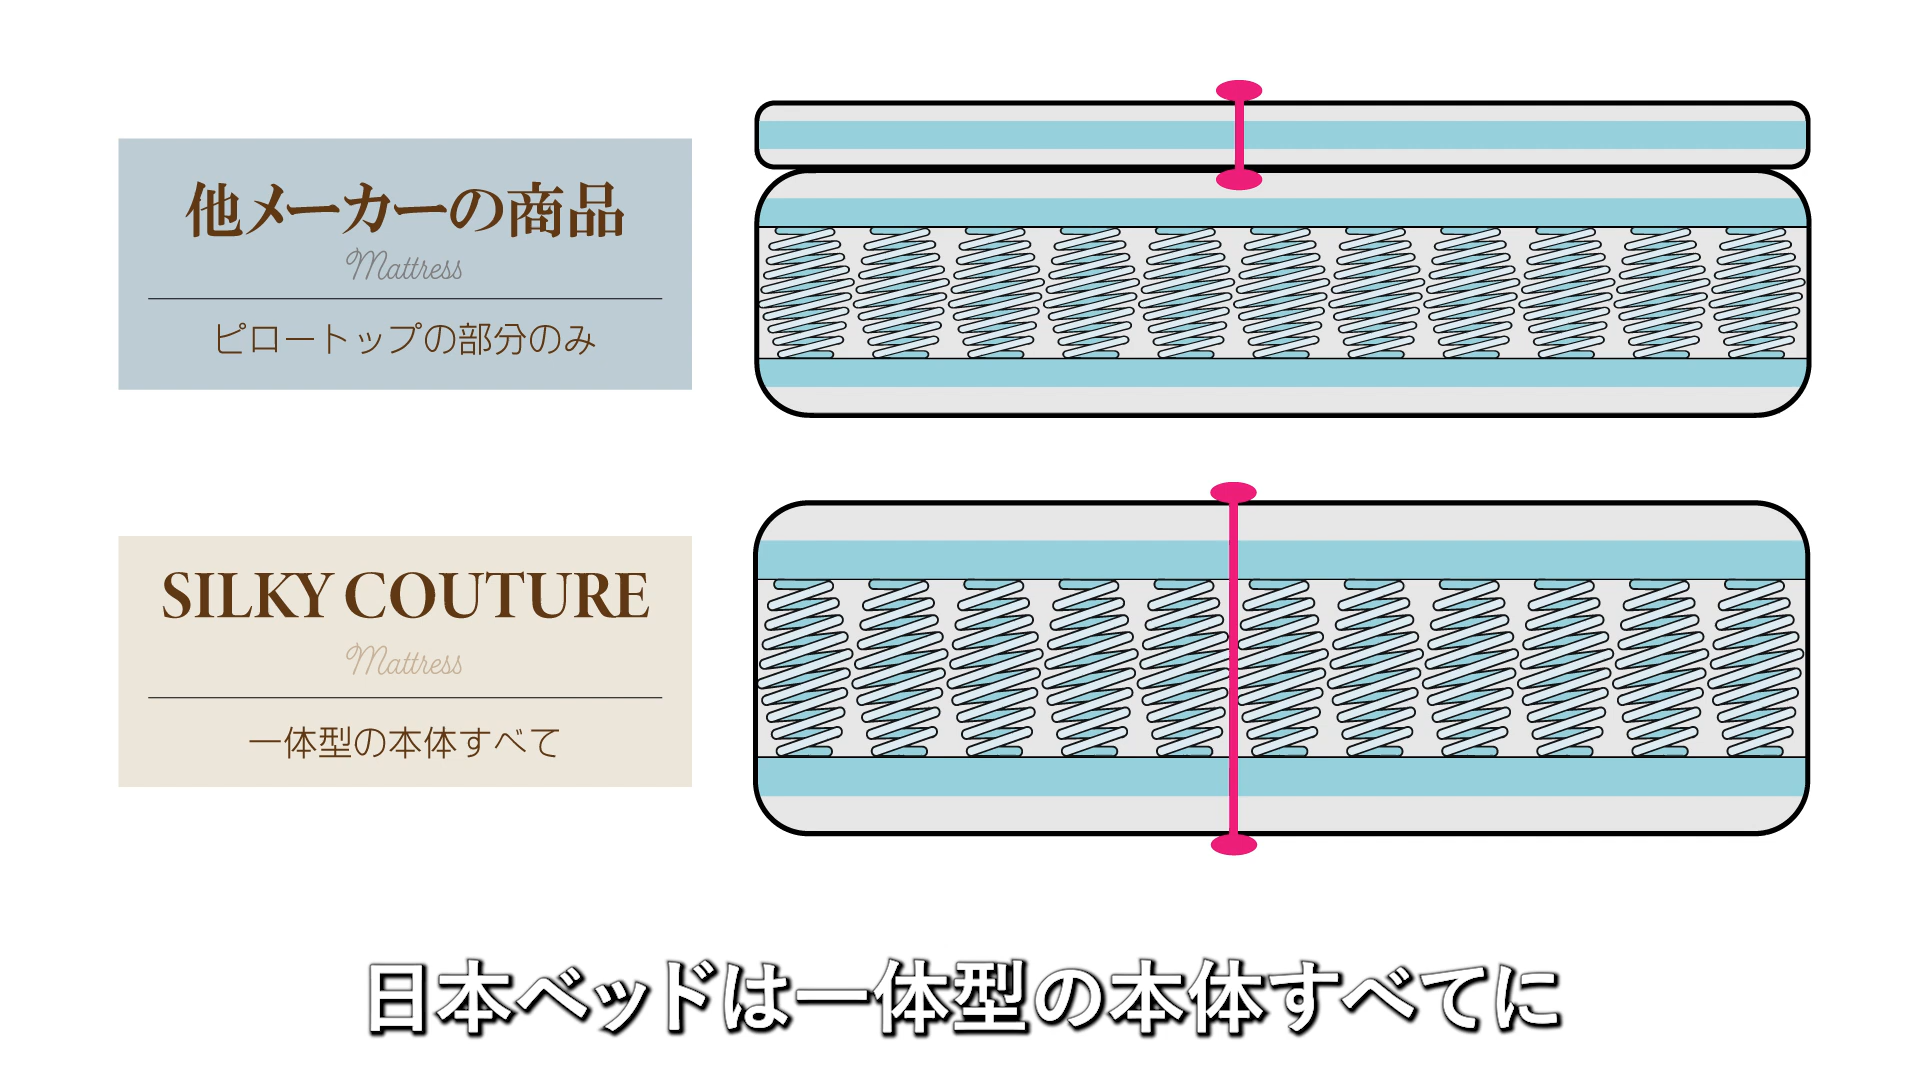 他メーカーの商品
Mattress
ピロートップの部分のみ
SILKY COUTURE
Mattress
一体型の本体すべて
日本ベッドは一体型の本体すべてに